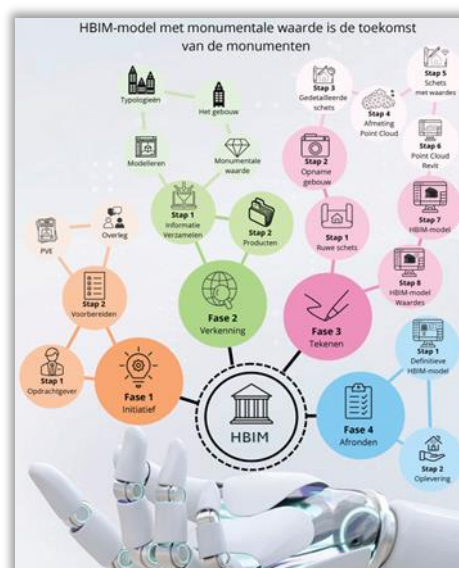 HBIM-model met monumentale waarde is de toekomst
van de monumenten
Typologieën
Het gebouw
Modelleren
Monumentale
waarde
Stap 1
Informatie
Verzamelen
Stap 2
Producten
Fase 2
Verkenning
PVE
Overleg
Stap 2
Voorbereiden
Stap 1
Opdrachtgever
Fase 1
Initiatief
HBIM
Stap 3
Gedetailleerde
schets
Stap 4
Afmeting
Point Cloud
Stap 5
Schets
met waardes
Stap 2
Opname
gebouw
Stap 6
Point Cloud
Revit
Stap 1
Ruwe schets
Stap 7
HBIM-model
Stap 8
HBIM-model
Waardes
Fase 3
Tekenen
Stap 1
Definitieve
HBIM-model
Fase 4
Afronden
Stap 2
Oplevering